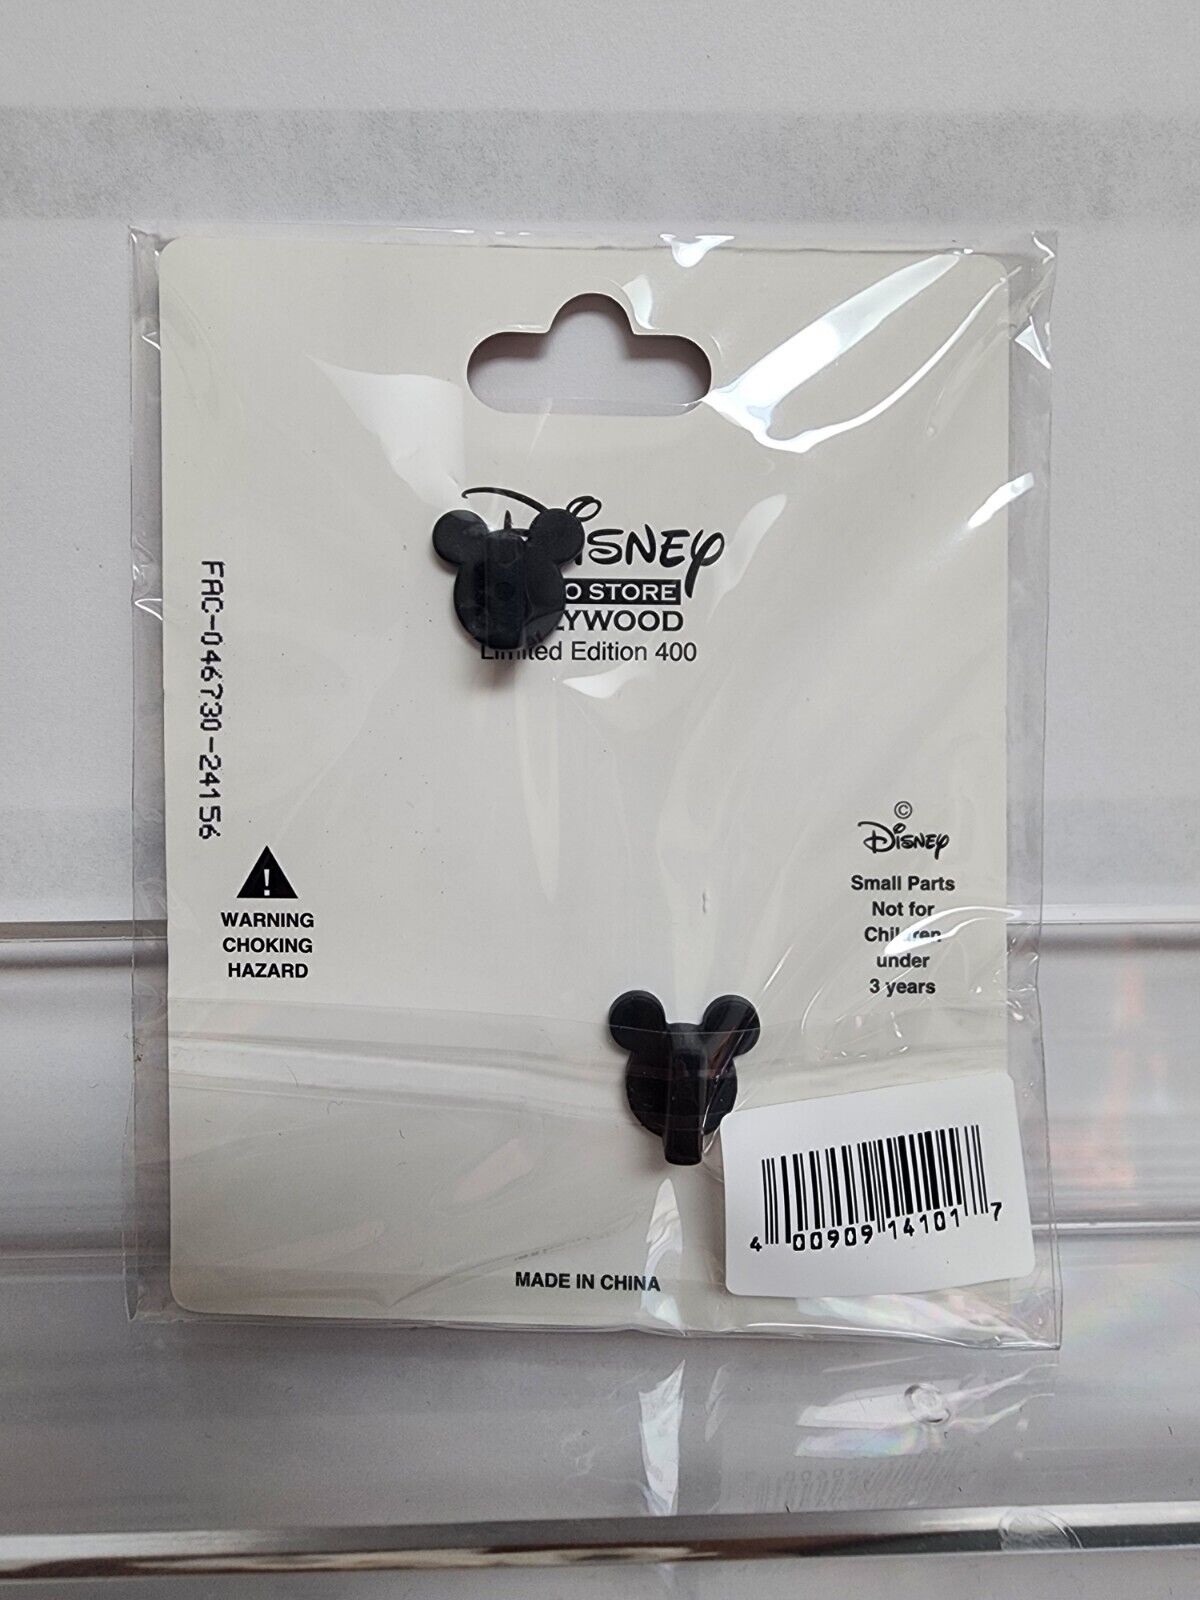 DISNEY
O STORE
LYWOOD
Limited Edition 400
FAC-046730-24156
WARNING
CHOKING
HAZARD
©
DISNEY
Small Parts
Not for
Children
under
3 years
4 00909 14101 7
MADE IN CHINA